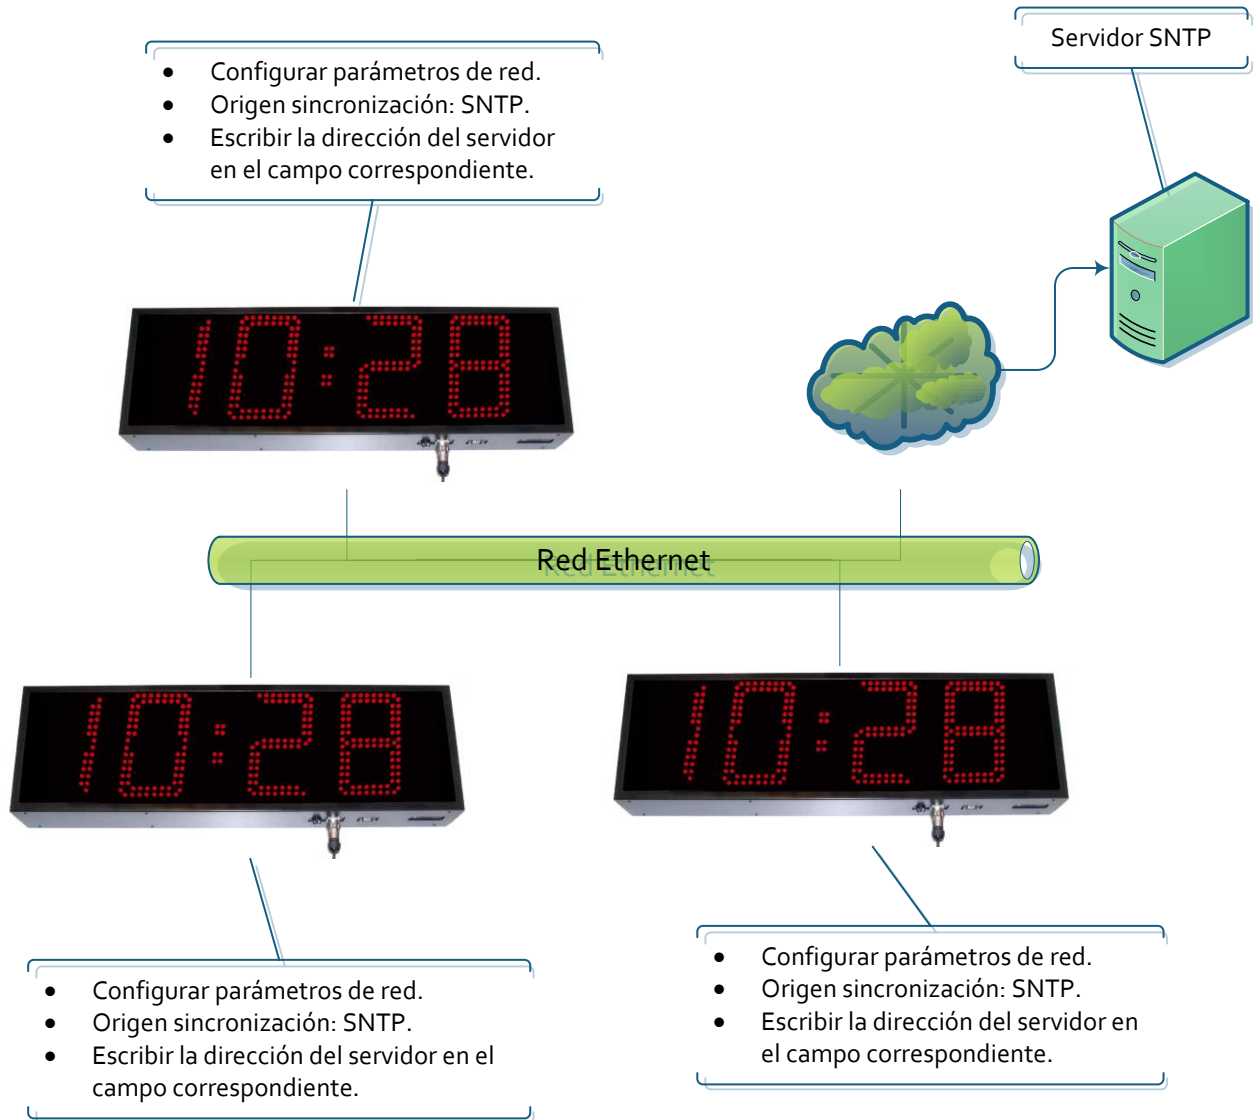 Servidor SNTP
• Configurar parámetros de red.
• Origen sincronización: SNTP.
• Escribir la dirección del servidor
en el campo correspondiente.
10:28
Red Ethernet
10:28
10:28
• Configurar parámetros de red.
• Origen sincronización: SNTP.
• Escribir la dirección del servidor en el
campo correspondiente.
• Configurar parámetros de red.
• Origen sincronización: SNTP.
• Escribir la dirección del servidor en
el campo correspondiente.